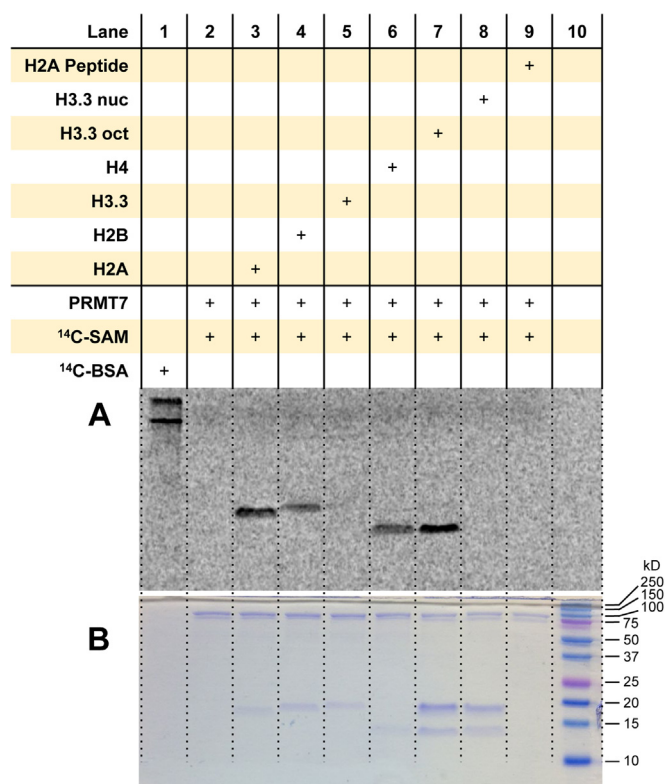 Lane 1 2 3 4 5 6 7 8 9 10
H2A Peptide +
H3.3 nuc +
H3.3 oct +
H4 +
H3.3 +
H2B +
H2A +
PRMT7 + + + + + + + +
¹⁴C-SAM + + + + + + + +
¹⁴C-BSA +
A
kD
250
150
100
75
B
50
37
25
20
15
10